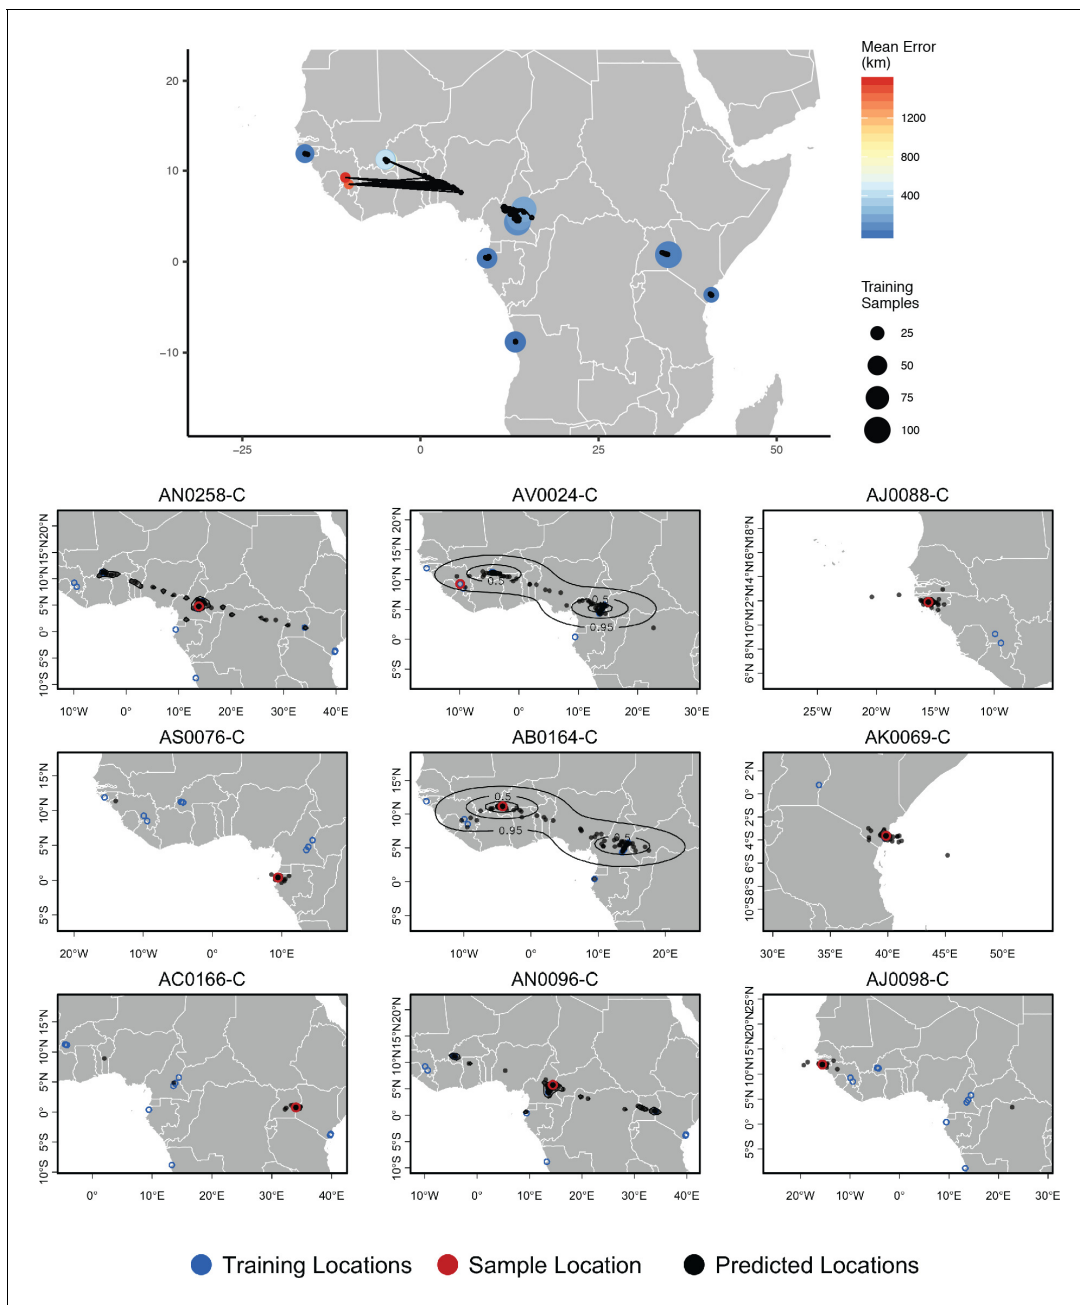 Mean Error
(km)
1200
800
400
Training
Samples
25
50
75
100
20
10
0
−10
−25
0
25
50
AN0258-C
AV0024-C
AJ0088-C
10°S 5°S 0° 5°N 10°N 15°N 20°N
10°W 0° 10°E 20°E 30°E 40°E
5°S 0° 5°N 10°N 15°N 20°N
0.5
0.5
0.95
10°W 0° 10°E 20°E 30°E
6°N 8°N 10°N 12°N 14°N 16°N 18°N
25°W 20°W 15°W 10°W
AS0076-C
AB0164-C
AK0069-C
5°S 0° 5°N 10°N 15°N
20°W 10°W 0° 10°E
5°S 0° 5°N 10°N 15°N
0.5
0.95
0.5
10°W 0° 10°E 20°E
10°S 8°S 6°S 4°S 2°S 0° 2°N
30°E 35°E 40°E 45°E 50°E
AC0166-C
AN0096-C
AJ0098-C
10°S 5°S 0° 5°N 10°N 15°N
0° 10°E 20°E 30°E 40°E
10°S 5°S 0° 5°N 10°N 15°N 20°N
10°W 0° 10°E 20°E 30°E 40°E
5°S 0° 5°N 10°N 15°N 20°N 25°N
20°W 10°W 0° 10°E 20°E 30°E
Training Locations Sample Location Predicted Locations